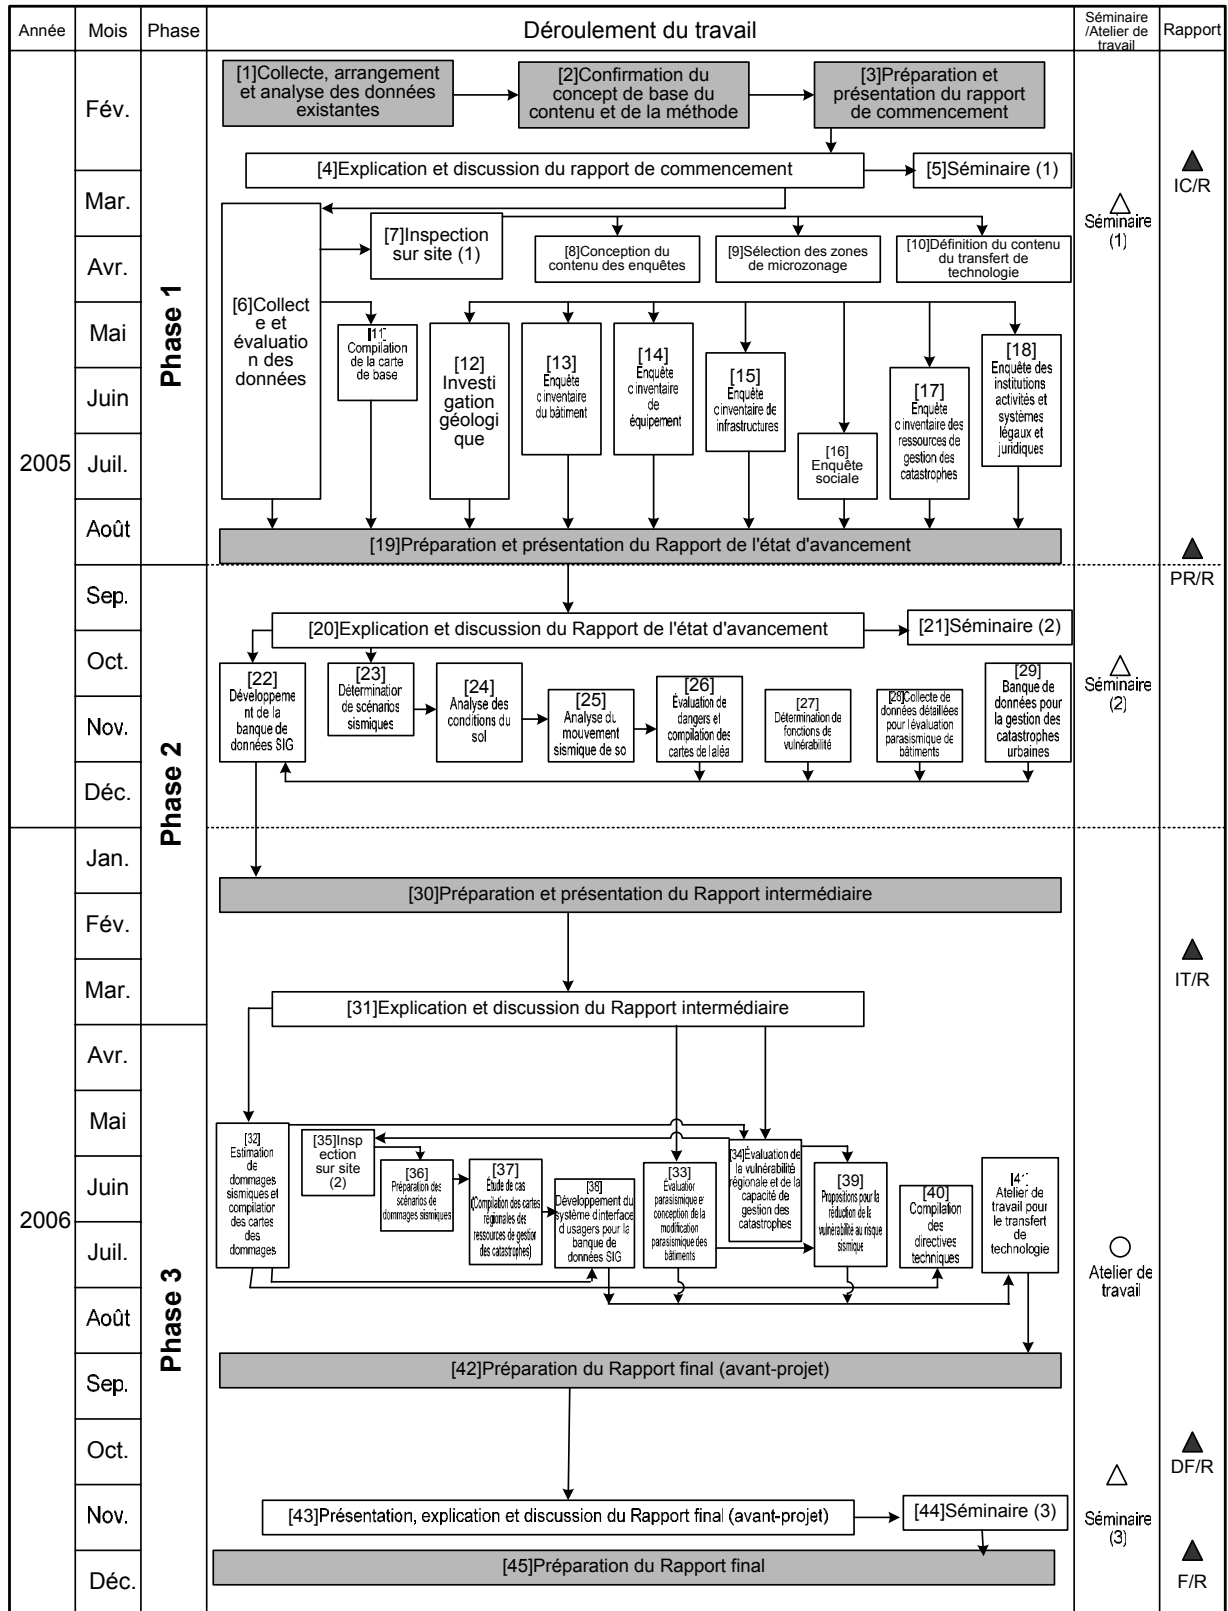 Année
Mois
Phase
Déroulement du travail
Séminaire
/Atelier de
travail
Rapport
2005
2006
Fév.
Mar.
Avr.
Mai
Juin
Juil.
Août
Sep.
Oct.
Nov.
Déc.
Jan.
Fév.
Mar.
Avr.
Mai
Juin
Juil.
Août
Sep.
Oct.
Nov.
Déc.
Phase 1
Phase 2
Phase 3
[1]Collecte, arrangement
et analyse des données
existantes
[2]Confirmation du
concept de base du
contenu et de la méthode
[3]Préparation et
présentation du rapport
de commencement
[4]Explication et discussion du rapport de commencement
[5]Séminaire (1)
[6]Collect
e et
évaluatio
n des
données
[7]Inspection
sur site (1)
[8]Conception du
contenu des enquêtes
[9]Sélection des zones
de microzonage
[10]Définition du contenu
du transfert de
technologie
[11]
Compilation
de la carte
de base
[12]
Investi
gation
géolog
que
[13]
Enquête
d'inventaire
du bâtiment
[14]
Enquête
d'inventaire
de
équipement
[15]
Enquête
d'inventaire de
infrastructures
[16]
Enquête
sociale
[17]
Enquête
d'inventaire des
ressources de
gestion des
catastrophes
[18]
Enquête des
institutions
activités et
systèmes
légaux et
juridiques
[19]Préparation et présentation du Rapport de l'état d'avancement
[20]Explication et discussion du Rapport de l'état d'avancement
[21]Séminaire (2)
[22]
Développeme
nt de la
banque de
données SIG
[23]
Détermination
de scénarios
sismiques
[24]
Analyse des
conditions du
sol
[25]
Analyse du
mouvement
sismique de so
[26]
Évaluation de
dangers et
compilation des
cartes de l'aléa
[27]
Détermination de
fonctions de
vulnérabilité
[28]Collecte de
données détaillées
pour l'évaluation
parasismique de
bâtiments
[29]
Banque de
données pour
la gestion des
catastrophes
urbaines
[30]Préparation et présentation du Rapport intermédiaire
[31]Explication et discussion du Rapport intermédiaire
[32]
Estimation
de
dommages
sismiques et
compilation
des cartes
des
dommages
[35]Insp
ection
sur site
(2)
[36]
Préparation des
scénarios de
dommages sismiques
[37]
Étude de cas
(Compilation des cartes
régionales des
ressources de gestior
des catastrophes)
[38]
Développement du
système d'interface
d'usagers pour la
banque de
données SIG
[33]
Évaluation
parasismique et
conception de la
modification
parasismique des
bâtiments
[34]Évaluation de
la vulnérabilité
régionale et de la
capacité de
gestion des
catastrophes
[39]
Propositions pour la
réduction de la
vulnérabilité au risque
sismique
[40]
Compilation
des
directives
techniques
[41]
Atelier de
travail pour
le transfert
de
technologie
[42]Préparation du Rapport final (avant-projet)
[43]Présentation, explication et discussion du Rapport final (avant-projet)
[44]Séminaire (3)
[45]Préparation du Rapport final
Séminaire
(1)
Séminaire
(2)
Atelier de
travail
Séminaire
(3)
IC/R
PR/R
IT/R
DF/R
F/R